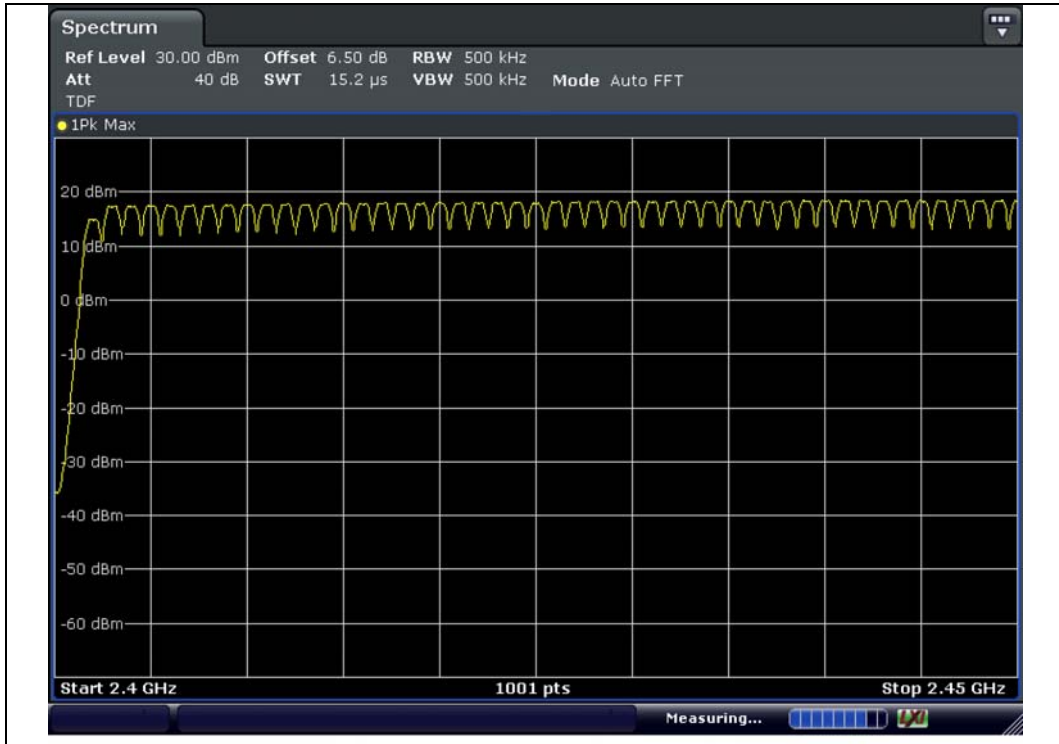 Spectrum
Ref Level 30.00 dBm Offset 6.50 dB RBW 500 kHz
Att 40 dB SWT 15.2 µs VBW 500 kHz Mode Auto FFT
TDF
1Pk Max
20 dBm
10 dBm
0 dBm
-10 dBm
-20 dBm
-30 dBm
-40 dBm
-50 dBm
-60 dBm
Start 2.4 GHz 1001 pts Stop 2.45 GHz
Measuring... LXI